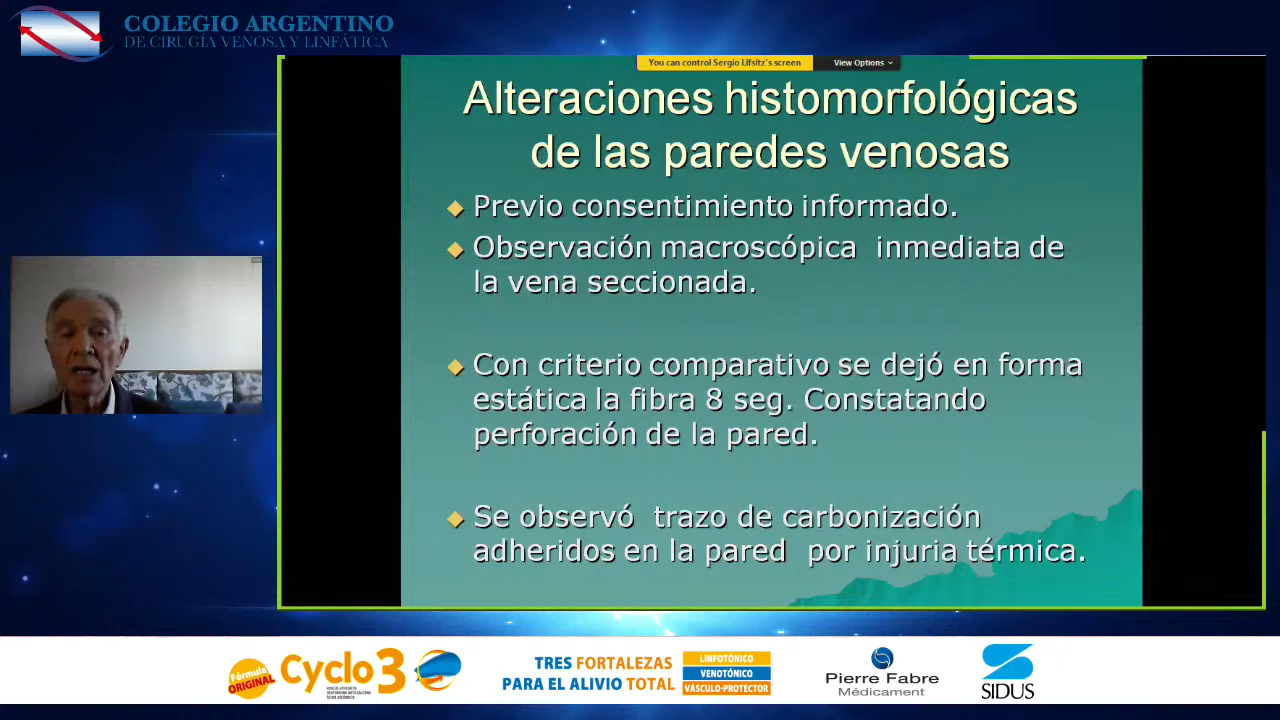 COLEGIO ARGENTINO
DE CIRUGÍA VENOSA Y LINFÁTICA
You can control Sergio Lifsitz's screen
View Options
Alteraciones histomorfológicas
de las paredes venosas
Previo consentimiento informado.
Observación macroscópica inmediata de
la vena seccionada.
Con criterio comparativo se dejó en forma
estática la fibra 8 seg. Constatando
perforación de la pared.
Se observó trazo de carbonización
adheridos en la pared por injuria térmica.
Fórmula
ORIGINAL
Cyclo 3
TRES FORTALEZAS
PARA EL ALIVIO TOTAL
LINFOTÓNICO
VENOTÓNICO
VÁSCULO-PROTECTOR
Pierre Fabre
Médicament
SIDUS